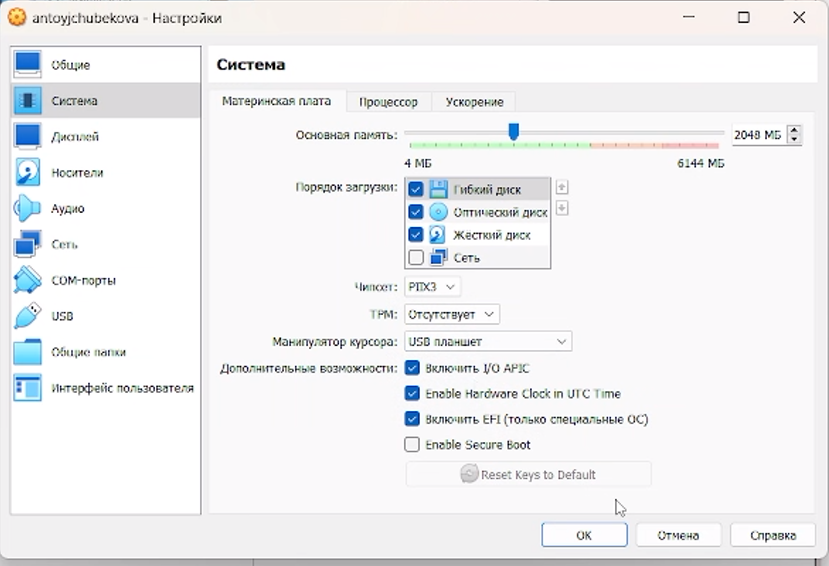 antoyjchubekova - Настройки
Общие
Система
Дисплей
Носители
Аудио
Сеть
COM-порты
USB
Общие папки
Интерфейс пользователя
Система
Материнская плата
Процессор
Ускорение
Основная память:
2048 МБ
4 МБ
6144 МБ
Порядок загрузки:
Гибкий диск
Оптический диск
Жесткий диск
Сеть
Чипсет:
PIIX3
TPM:
Отсутствует
Манипулятор курсора:
USB планшет
Дополнительные возможности:
Включить I/O APIC
Enable Hardware Clock in UTC Time
Включить EFI (только специальные ОС)
Enable Secure Boot
Reset Keys to Default
OK
Отмена
Справка